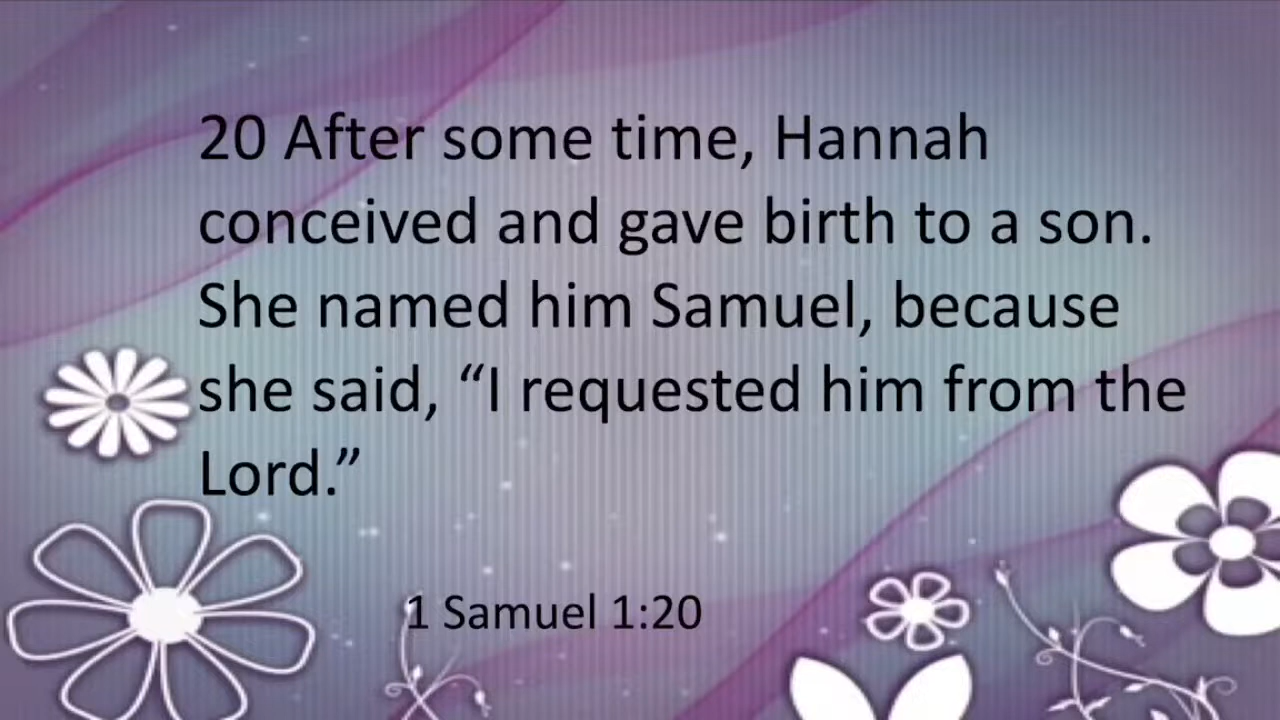 20 After some time, Hannah
conceived and gave birth to a son.
She named him Samuel, because
she said, “I requested him from the
Lord.”
1 Samuel 1:20